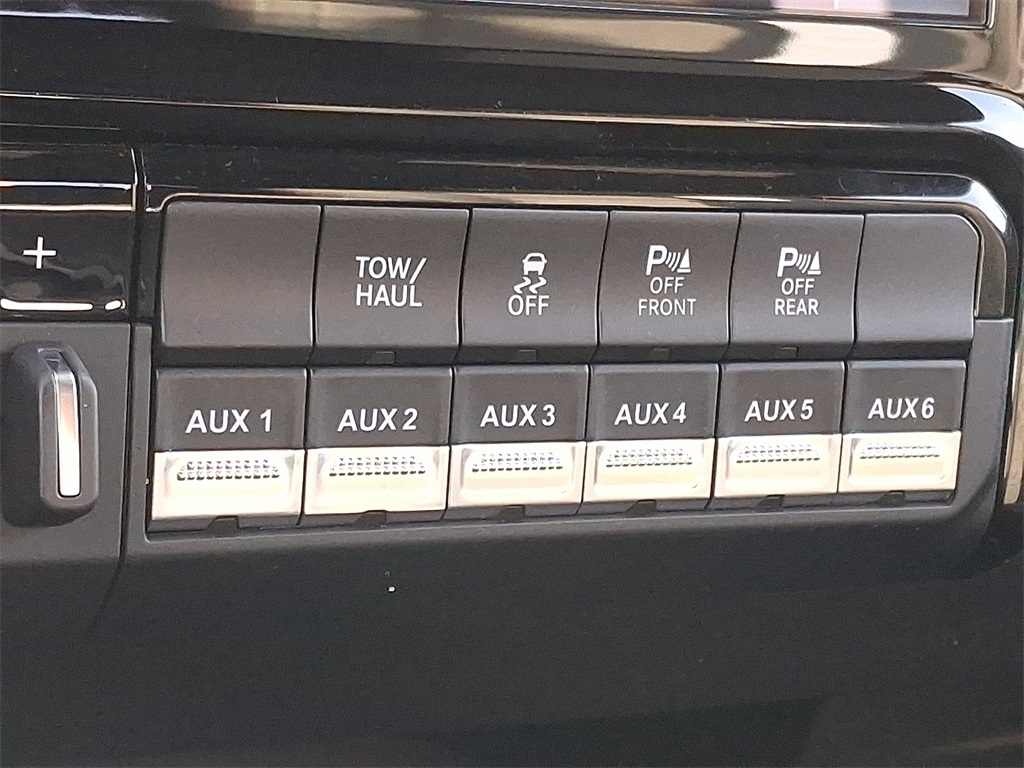 +
TOW/
HAUL
OFF
P
OFF
FRONT
P
OFF
REAR
AUX 1
AUX 2
AUX 3
AUX 4
AUX 5
AUX 6